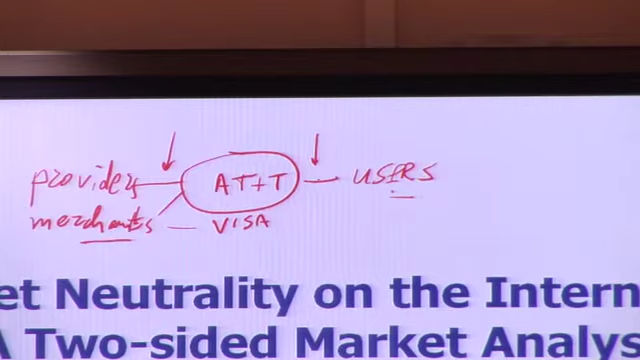 providers AT+T USERS
merchants VISA
et Neutrality on the Intern
A Two-sided Market Analys